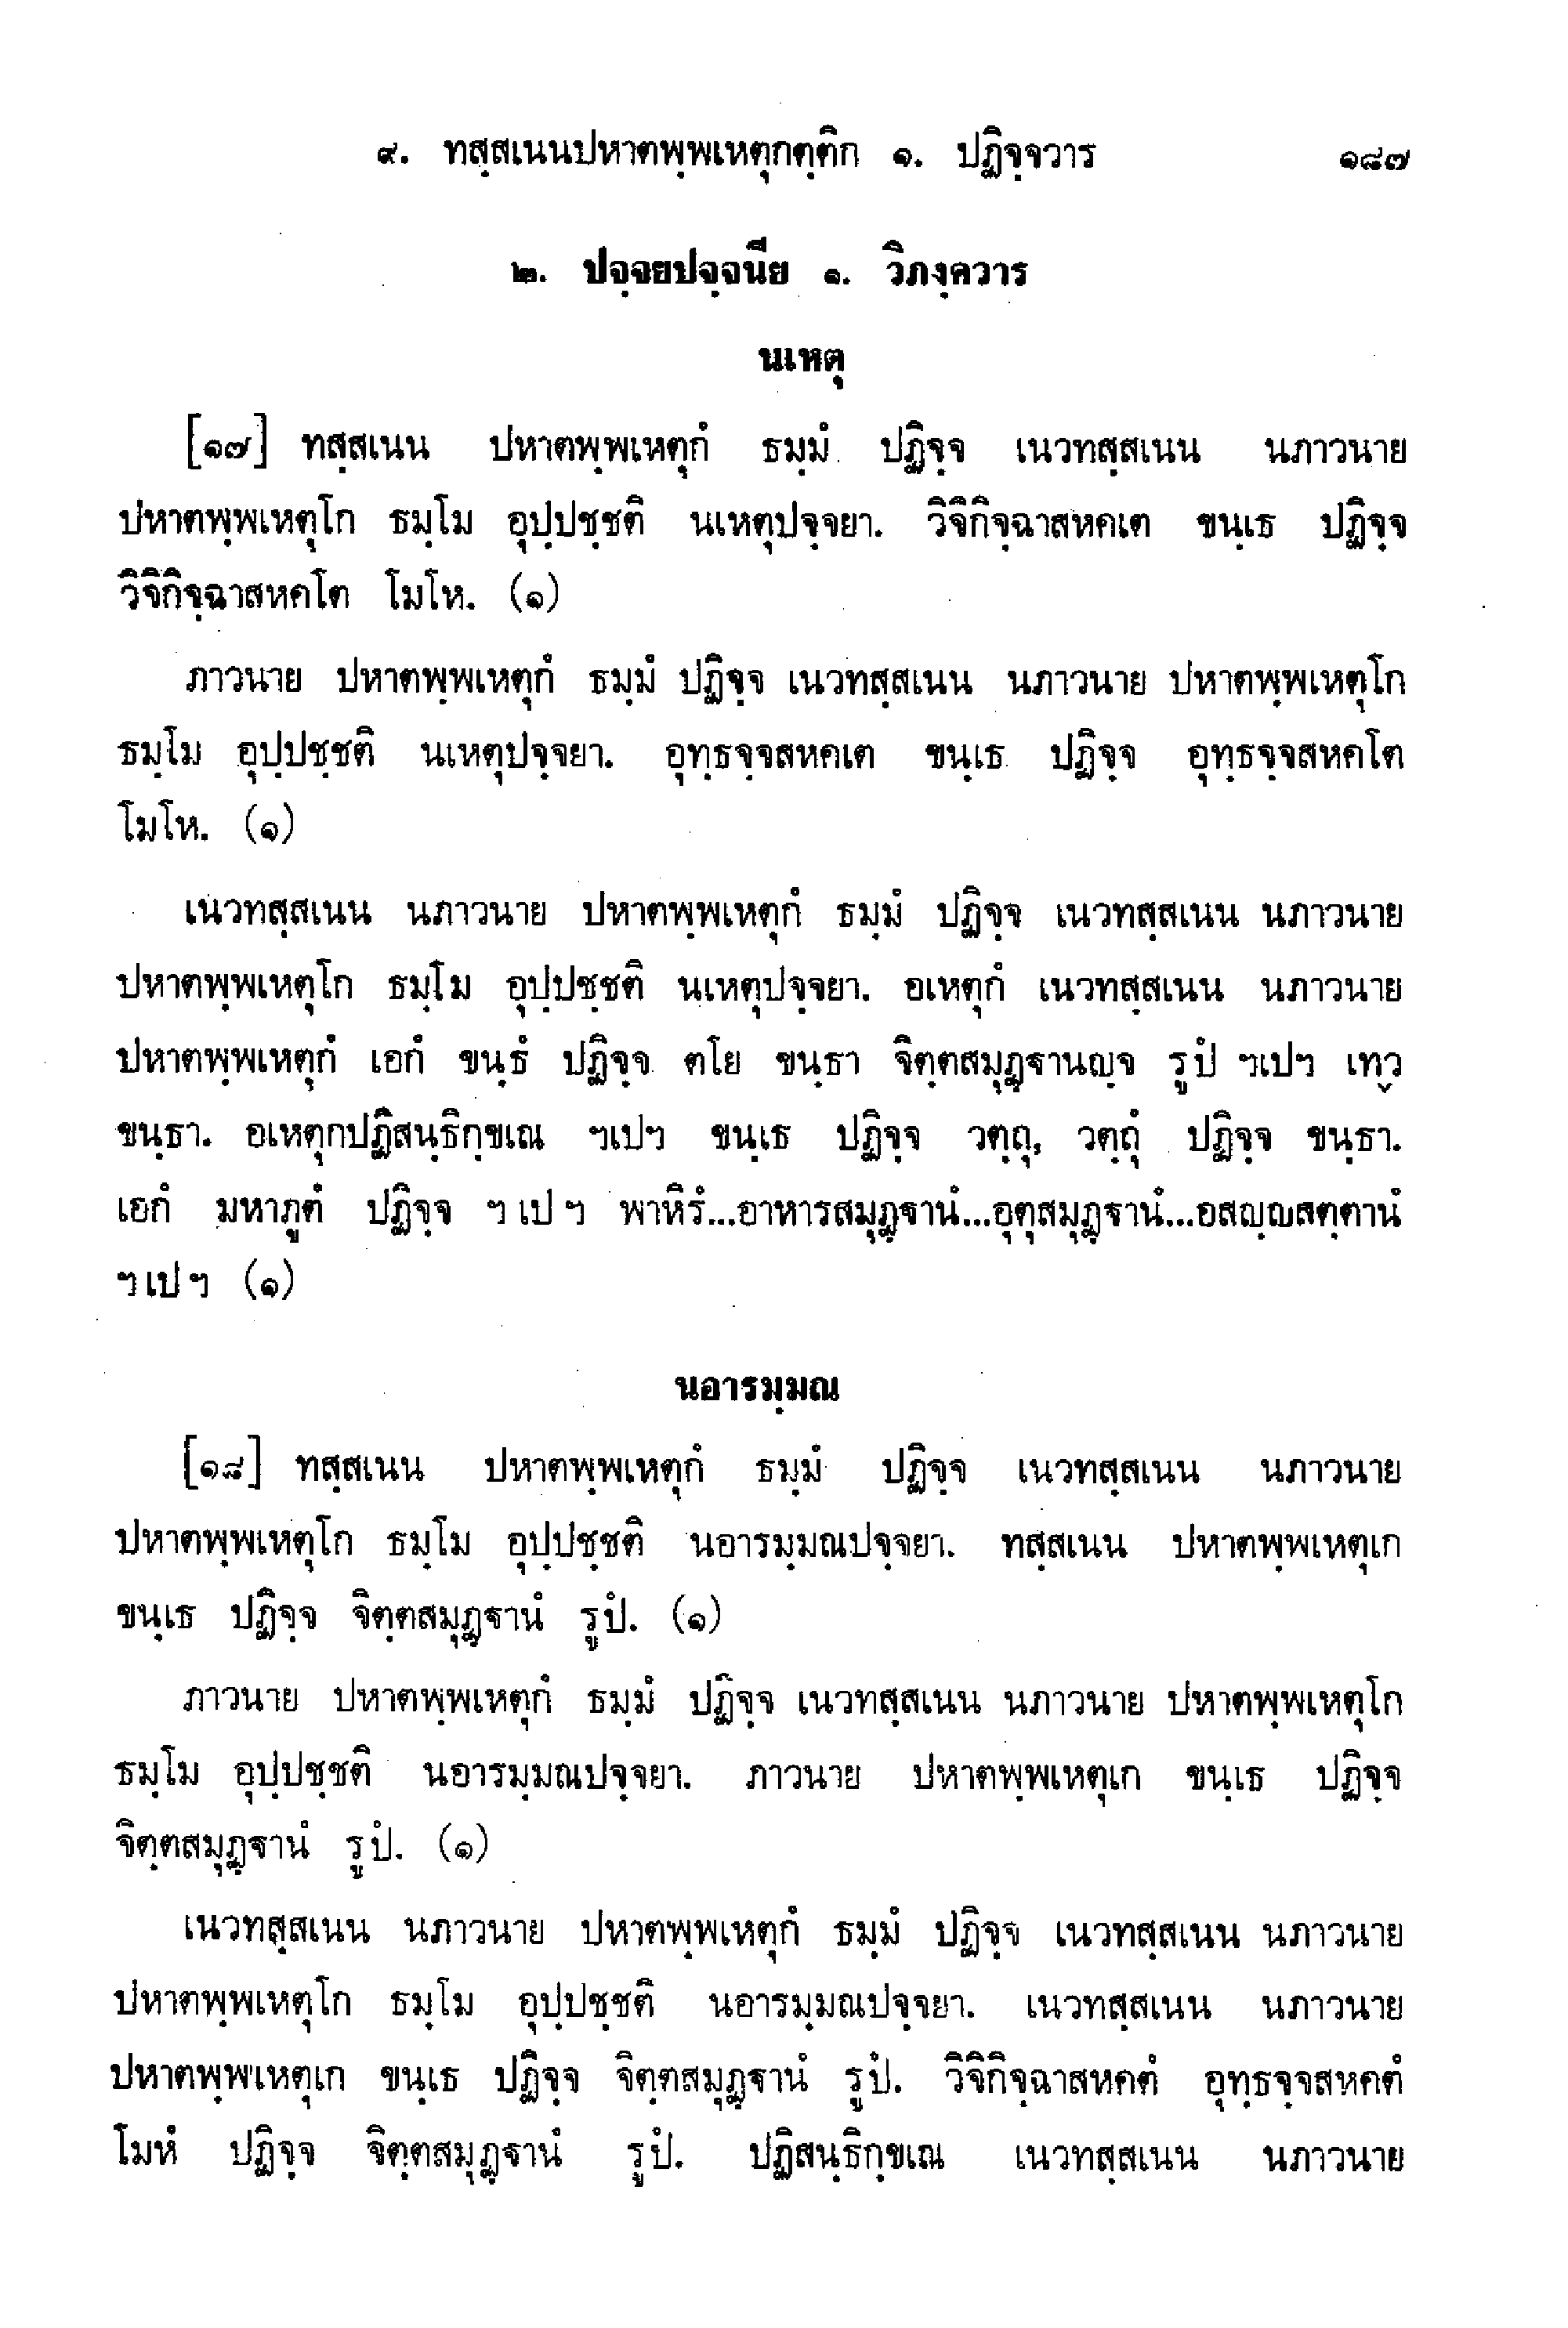 ๙. ทสฺสเนนปหาตพฺพเหตุกตฺติก ๑. ปฏิจฺจวาร ๑๘๗
๒. ปจฺจยปจฺจนีย ๑. วิภงฺควาร
นเหตุ
[๑๗] ทสฺสเนน ปหาตพฺพเหตุกํ ธมฺมํ ปฏิจฺจ เนวทสฺสเนน นภาวนาย
ปหาตพฺพเหตุโก ธมฺโม อุปฺปชฺชติ นเหตุปจฺจยา. วิจิกิจฺฉาสหคเต ขนฺเธ ปฏิจฺจ
วิจิกิจฺฉาสหคโต โมโห. (๑)
ภาวนาย ปหาตพฺพเหตุกํ ธมฺมํ ปฏิจฺจ เนวทสฺสเนน นภาวนาย ปหาตพฺพเหตุโก
ธมฺโม อุปฺปชฺชติ นเหตุปจฺจยา. อุทฺธจฺจสหคเต ขนฺเธ ปฏิจฺจ อุทฺธจฺจสหคโต
โมโห. (๑)
เนวทสฺสเนน นภาวนาย ปหาตพฺพเหตุกํ ธมฺมํ ปฏิจฺจ เนวทสฺสเนน นภาวนาย
ปหาตพฺพเหตุโก ธมฺโม อุปฺปชฺชติ นเหตุปจฺจยา. อเหตุกํ เนวทสฺสเนน นภาวนาย
ปหาตพฺพเหตุกํ เอกํ ขนฺธํ ปฏิจฺจ ตโย ขนฺธา จิตฺตสมุฏฺฐานญฺจ รูปํ ฯเปฯ เทฺว
ขนฺธา. อเหตุกปฏิสนฺธิกฺขเณ ฯเปฯ ขนฺเธ ปฏิจฺจ วตฺถุ, วตฺถุํ ปฏิจฺจ ขนฺธา.
เอกํ มหาภูตํ ปฏิจฺจ ฯ เป ฯ พาหิรํ...อาหารสมุฏฺฐานํ...อุตุสมุฏฺฐานํ...อสญฺญสตฺตานํ
ฯ เป ฯ (๑)
นอารมฺมณ
[๑๘] ทสฺสเนน ปหาตพฺพเหตุกํ ธมฺมํ ปฏิจฺจ เนวทสฺสเนน นภาวนาย
ปหาตพฺพเหตุโก ธมฺโม อุปฺปชฺชติ นอารมฺมณปจฺจยา. ทสฺสเนน ปหาตพฺพเหตุเก
ขนฺเธ ปฏิจฺจ จิตฺตสมุฏฺฐานํ รูปํ. (๑)
ภาวนาย ปหาตพฺพเหตุกํ ธมฺมํ ปฏิจฺจ เนวทสฺสเนน นภาวนาย ปหาตพฺพเหตุโก
ธมฺโม อุปฺปชฺชติ นอารมฺมณปจฺจยา. ภาวนาย ปหาตพฺพเหตุเก ขนฺเธ ปฏิจฺจ
จิตฺตสมุฏฺฐานํ รูปํ. (๑)
เนวทสฺสเนน นภาวนาย ปหาตพฺพเหตุกํ ธมฺมํ ปฏิจฺจ เนวทสฺสเนน นภาวนาย
ปหาตพฺพเหตุโก ธมฺโม อุปฺปชฺชติ นอารมฺมณปจฺจยา. เนวทสฺสเนน นภาวนาย
ปหาตพฺพเหตุเก ขนฺเธ ปฏิจฺจ จิตฺตสมุฏฺฐานํ รูปํ. วิจิกิจฺฉาสหคตํ อุทฺธจฺจสหคตํ
โมหํ ปฏิจฺจ จิตฺตสมุฏฺฐานํ รูปํ. ปฏิสนฺธิกฺขเณ เนวทสฺสเนน นภาวนาย